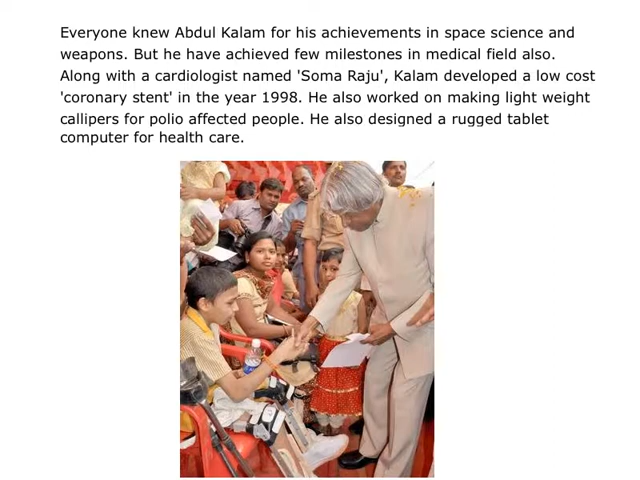 Everyone knew Abdul Kalam for his achievements in space science and
weapons. But he have achieved few milestones in medical field also.
Along with a cardiologist named 'Soma Raju', Kalam developed a low cost
'coronary stent' in the year 1998. He also worked on making light weight
callipers for polio affected people. He also designed a rugged tablet
computer for health care.